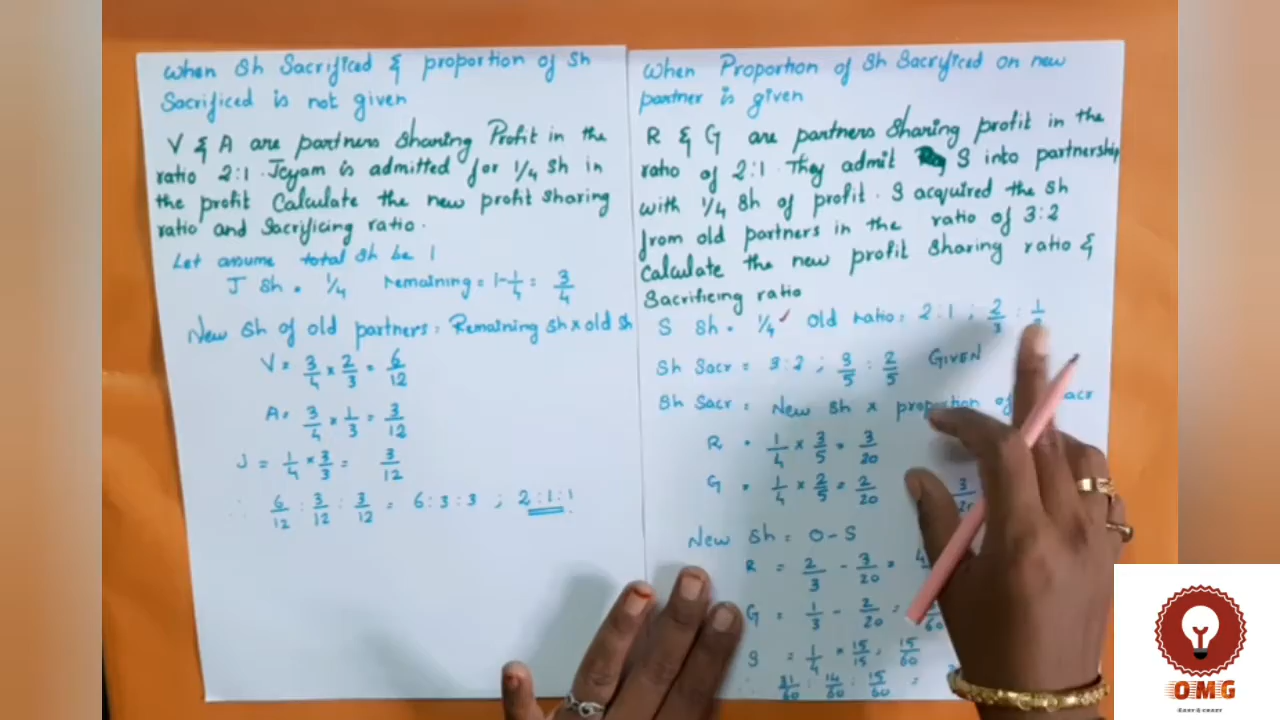 When Sh Sacrificed & proportion of Sh
Sacrificed is not given
V & A are partners Sharing Profit in the
ratio 2:1. Jeyam is admitted for 1/4 Sh in
the profit Calculate the new profit Sharing
ratio and Sacrificing ratio.
Let assume total Sh be 1
J Sh = 1/4 remaining = 1-1/4 = 3/4
New Sh of old partners = Remaining Sh x old Sh
V = 3/4 x 2/3 = 6/12
A = 3/4 x 1/3 = 3/12
J = 1/4 x 3/3 = 3/12
∴ 6/12 : 3/12 : 3/12 = 6:3:3 ; 2:1:1
When Proportion of Sh Sacrificed on new
partner is given
R & G are partners Sharing profit in the
ratio of 2:1. They admit S into partnership
with 1/4 Sh of profit. S acquired the Sh
from old partners in the ratio of 3:2
Calculate the new profit Sharing ratio &
Sacrificing ratio
S Sh = 1/4 ✓ Old ratio = 2:1 ; 2/3 :
Sh Sacr = 3:2 ; 3/5 : 2/5 GIVEN
Sh Sacr = New Sh x proportion of
R = 1/4 x 3/5 = 3/20
G = 1/4 x 2/5 = 2/20
New Sh = O - S
R = 2/3 - 3/20 =
G = 1/3 - 2/20 =
S = 1/4 x 15/15 = 15/60
31/60 : 14/60 : 15/60 =
OMG